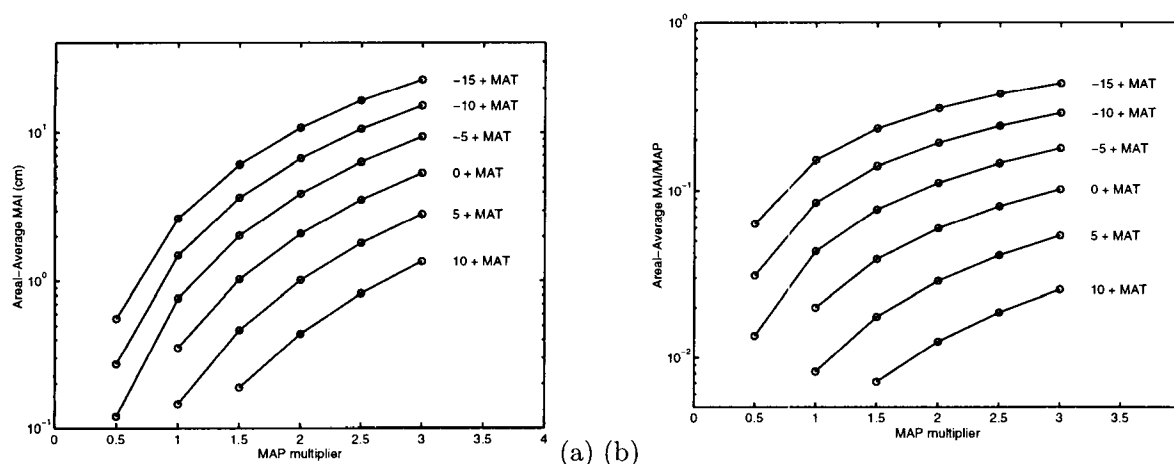 Areal-Average MAI (cm)
10¹
10⁰
10⁻¹
-15 + MAT
-10 + MAT
-5 + MAT
0 + MAT
5 + MAT
10 + MAT
0 0.5 1 1.5 2 2.5 3 3.5 4
MAP multiplier
(a) (b)
Areal-Average MAI/MAP
10⁰
10⁻¹
10⁻²
-15 + MAT
-10 + MAT
-5 + MAT
0 + MAT
5 + MAT
10 + MAT
0 0.5 1 1.5 2 2.5 3 3.5
MAP multiplier